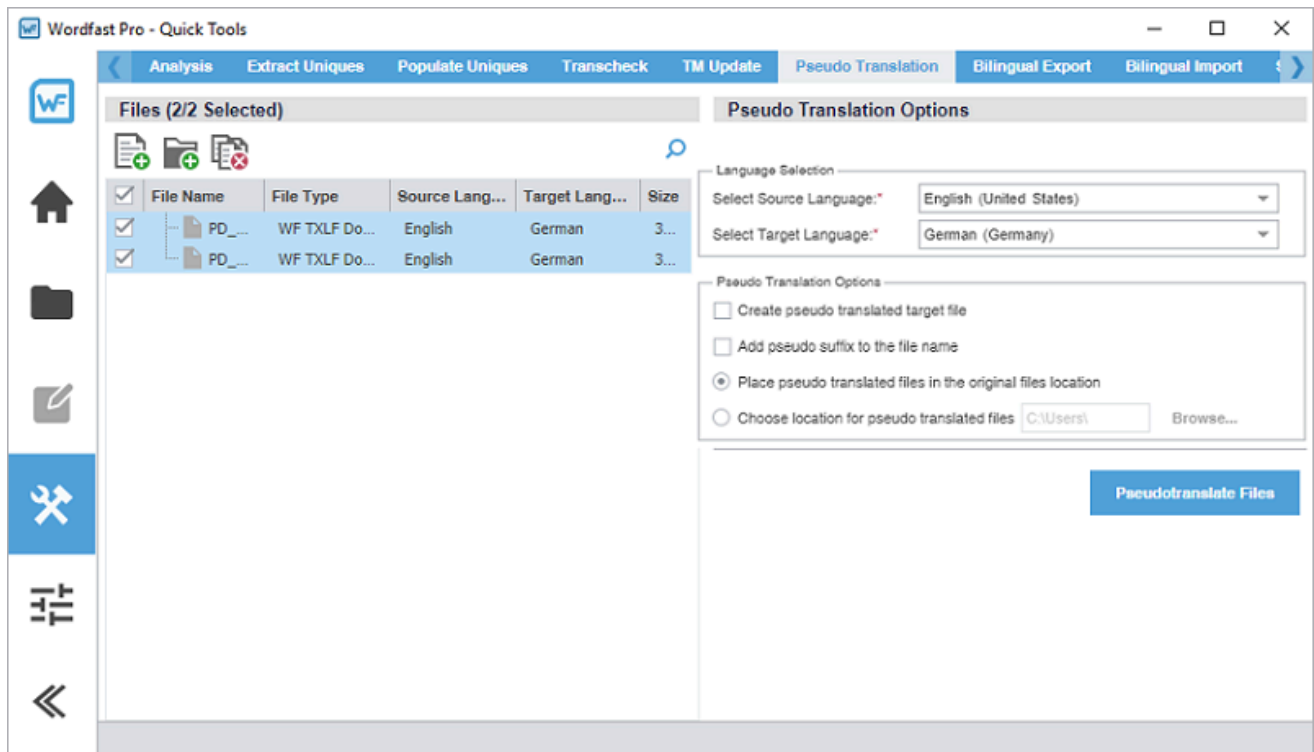 WF Wordfast Pro - Quick Tools
WF
Analysis Extract Uniques Populate Uniques Transcheck TM Update Pseudo Translation Bilingual Export Bilingual Import
Files (2/2 Selected)
File Name File Type Source Lang... Target Lang... Size
PD_... WF TXLF Do... English German 3...
PD_... WF TXLF Do... English German 3...
Pseudo Translation Options
Language Selection
Select Source Language:* English (United States)
Select Target Language:* German (Germany)
Pseudo Translation Options
Create pseudo translated target file
Add pseudo suffix to the file name
Place pseudo translated files in the original files location
Choose location for pseudo translated files C:\Users\ Browse...
Pseudotranslate Files